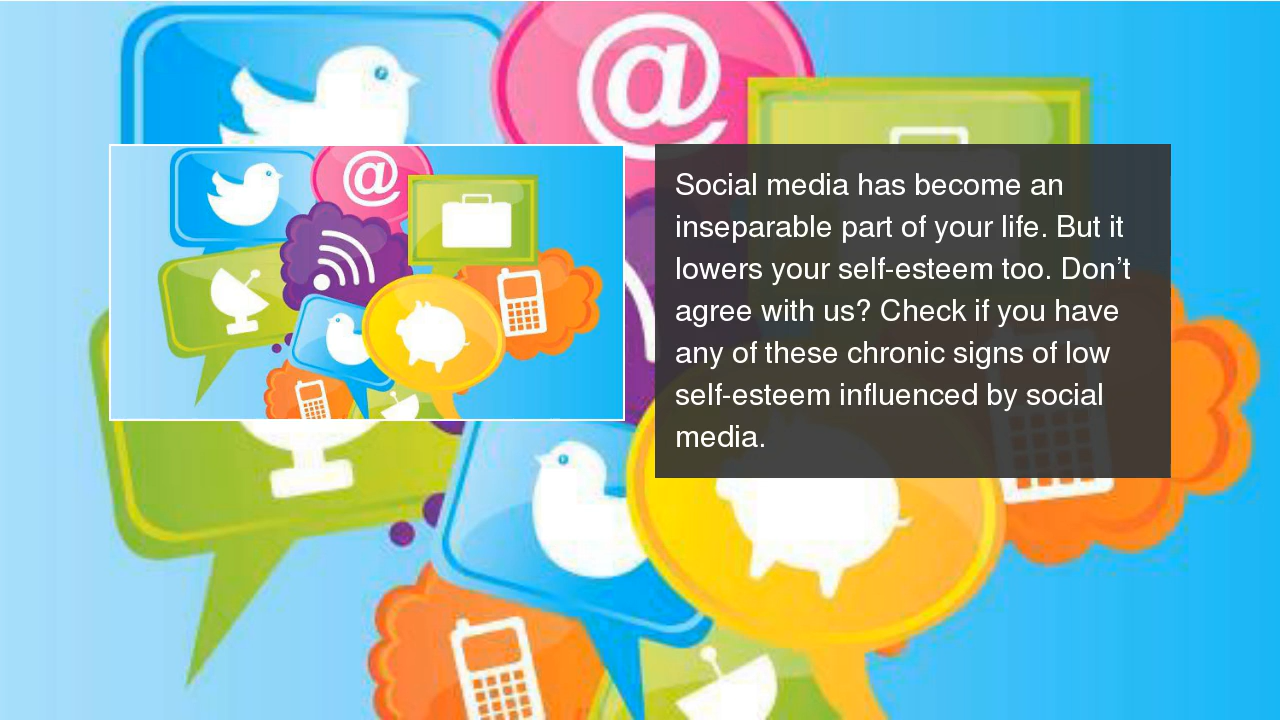 @
@
Social media has become an
inseparable part of your life. But it
lowers your self-esteem too. Don’t
agree with us? Check if you have
any of these chronic signs of low
self-esteem influenced by social
media.